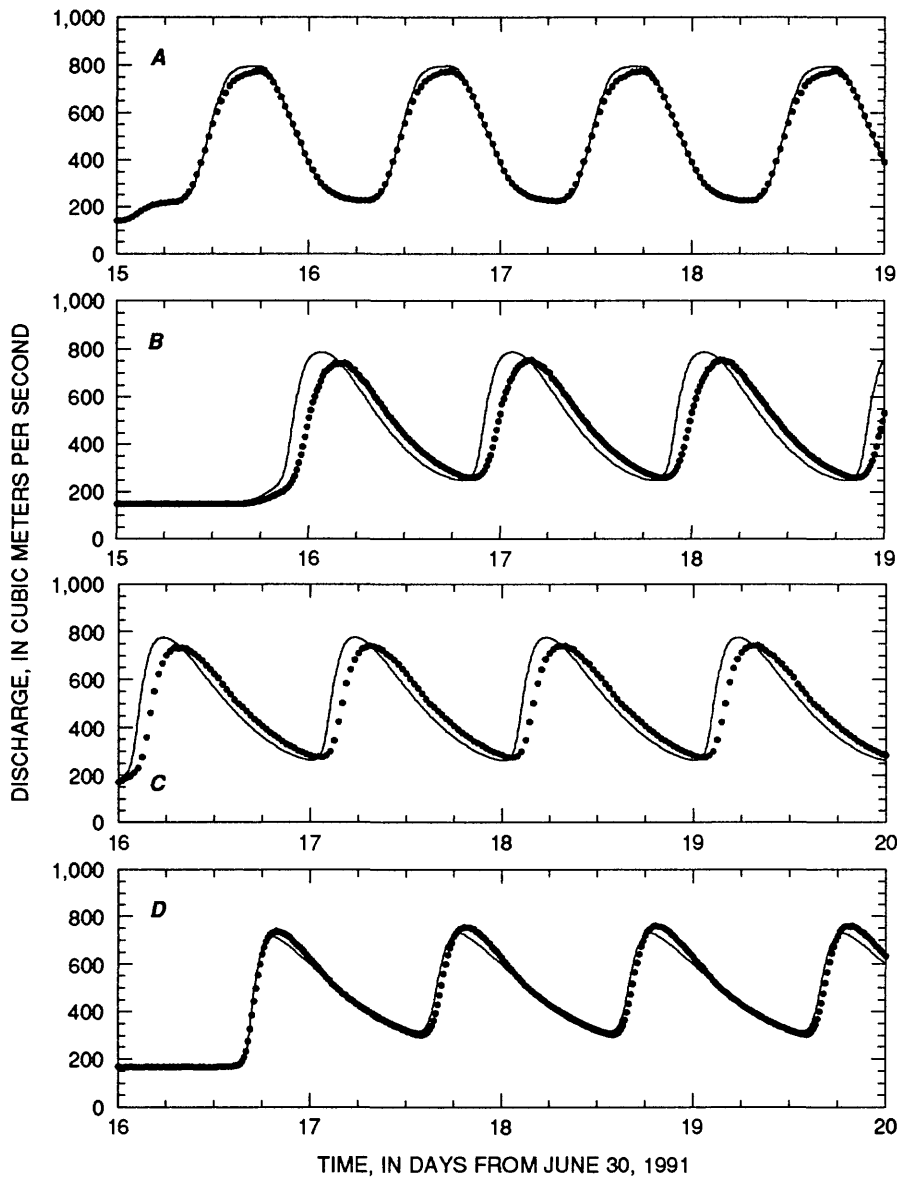 DISCHARGE, IN CUBIC METERS PER SECOND
A
1,000
800
600
400
200
0
15 16 17 18 19
B
1,000
800
600
400
200
0
15 16 17 18 19
C
1,000
800
600
400
200
0
16 17 18 19 20
D
1,000
800
600
400
200
0
16 17 18 19 20
TIME, IN DAYS FROM JUNE 30, 1991